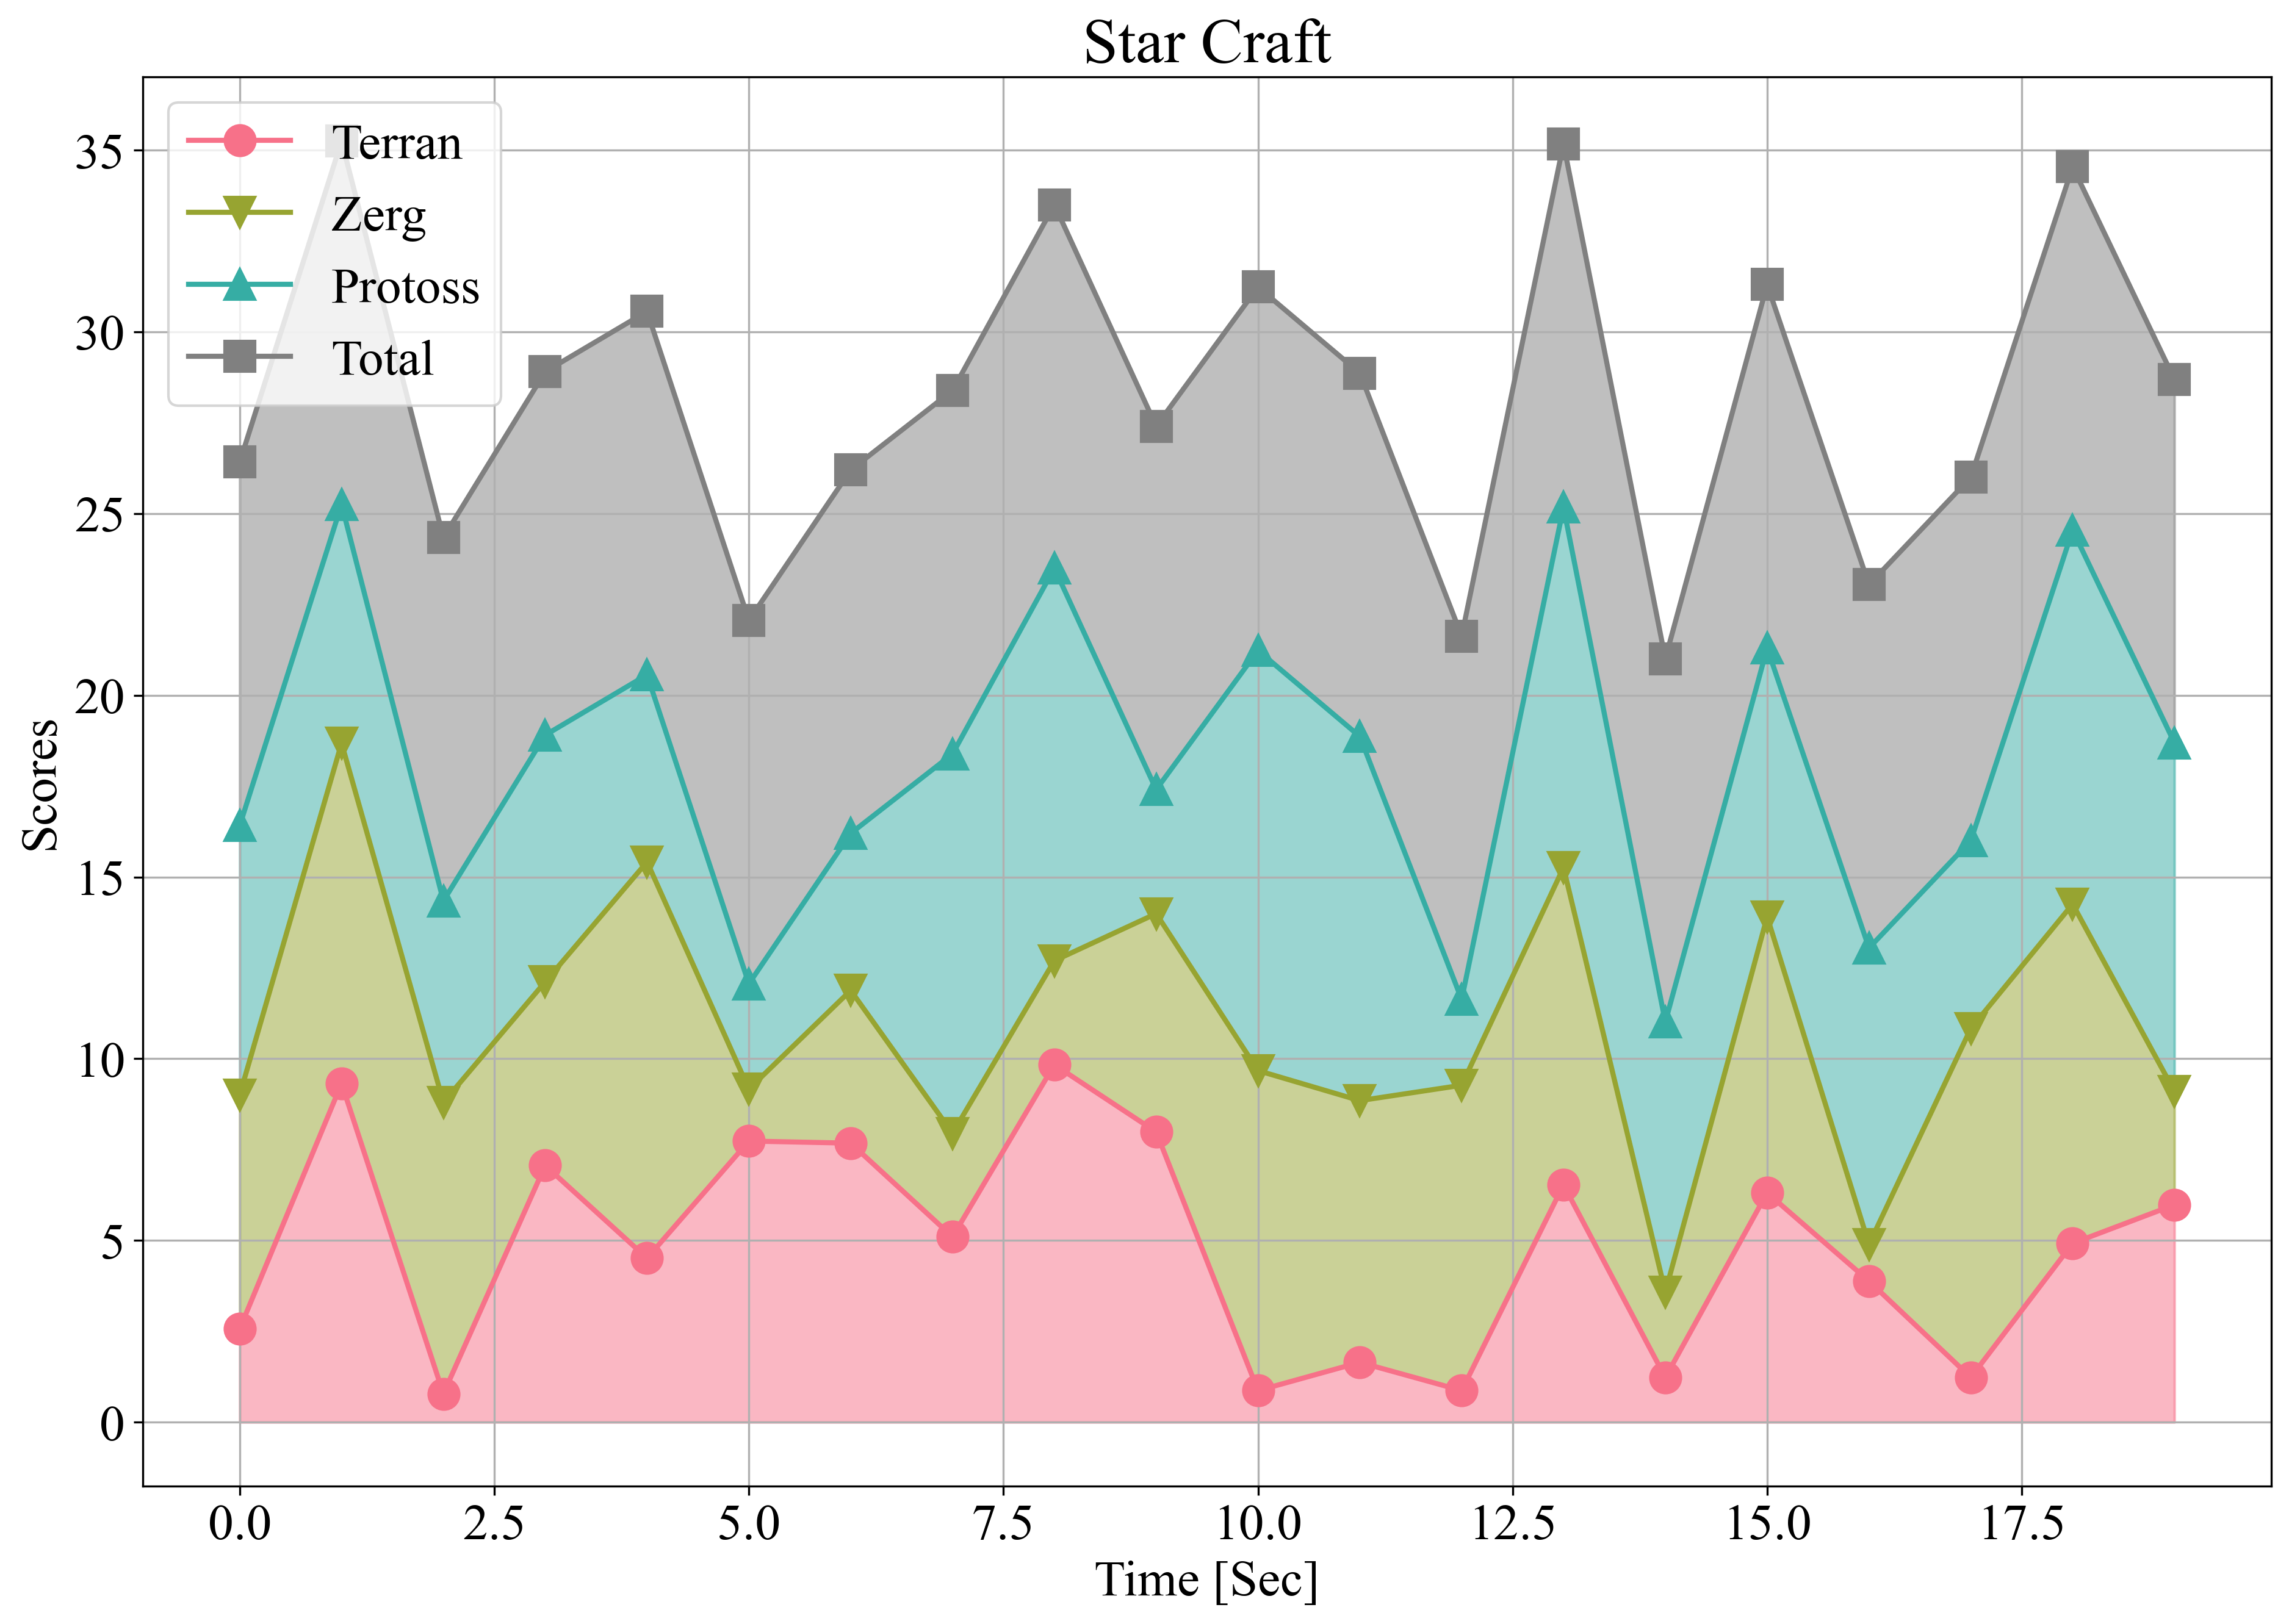 Star Craft
Terran
Zerg
Protoss
Total
35
30
25
20
15
10
5
0
Scores
0.0 2.5 5.0 7.5 10.0 12.5 15.0 17.5
Time [Sec]